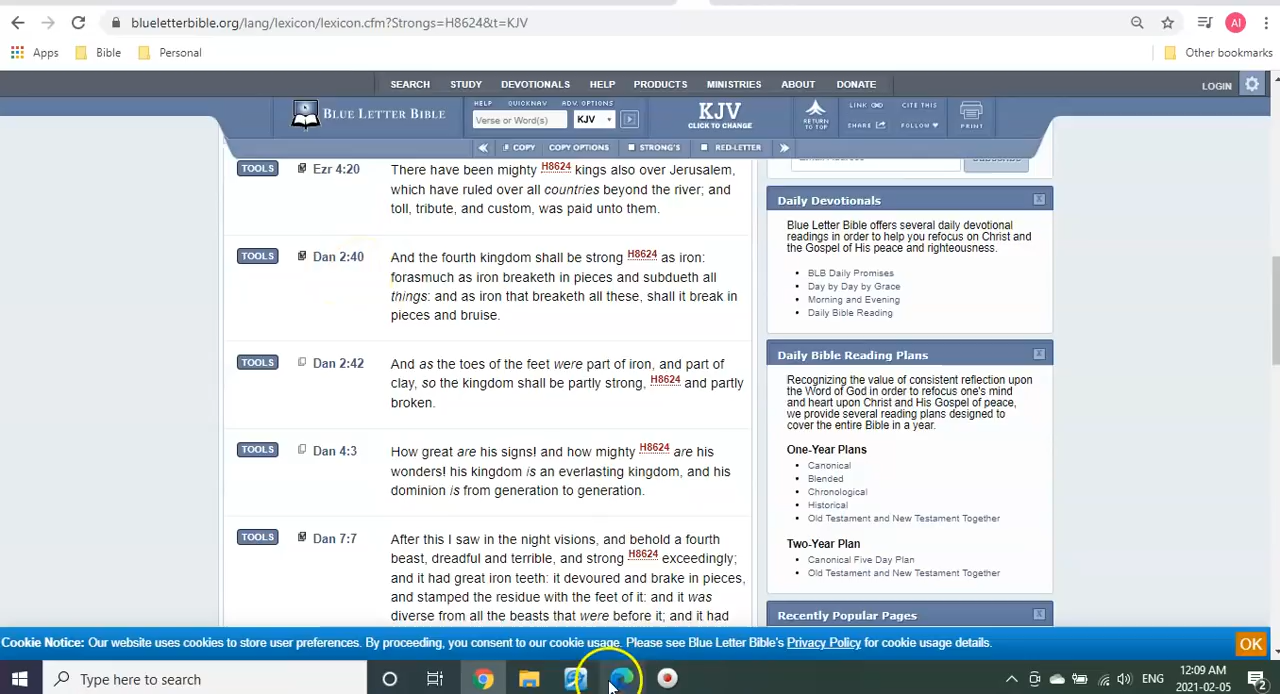 blueletterbible.org/lang/lexicon/lexicon.cfm?Strongs=H8624&t=KJV
AI
Apps
Bible
Personal
Other bookmarks
SEARCH
STUDY
DEVOTIONALS
HELP
PRODUCTS
MINISTRIES
ABOUT
DONATE
LOGIN
BLUE LETTER BIBLE
HELP
QUICKNAV
ADV. OPTIONS
Verse or Word(s)
KJV
KJV
CLICK TO CHANGE
RETURN
TO TOP
LINK
SHARE
CITE THIS
FOLLOW
PRINT
COPY
COPY OPTIONS
STRONG'S
RED-LETTER
TOOLS
Ezr 4:20
There have been mighty H8624 kings also over Jerusalem,
which have ruled over all countries beyond the river; and
toll, tribute, and custom, was paid unto them.
TOOLS
Dan 2:40
And the fourth kingdom shall be strong H8624 as iron:
forasmuch as iron breaketh in pieces and subdueth all
things: and as iron that breaketh all these, shall it break in
pieces and bruise.
TOOLS
Dan 2:42
And as the toes of the feet were part of iron, and part of
clay, so the kingdom shall be partly strong, H8624 and partly
broken.
TOOLS
Dan 4:3
How great are his signs! and how mighty H8624 are his
wonders! his kingdom is an everlasting kingdom, and his
dominion is from generation to generation.
TOOLS
Dan 7:7
After this I saw in the night visions, and behold a fourth
beast, dreadful and terrible, and strong H8624 exceedingly;
and it had great iron teeth: it devoured and brake in pieces,
and stamped the residue with the feet of it: and it was
diverse from all the beasts that were before it; and it had
Daily Devotionals
Blue Letter Bible offers several daily devotional
readings in order to help you refocus on Christ and
the Gospel of His peace and righteousness.
BLB Daily Promises
Day by Day by Grace
Morning and Evening
Daily Bible Reading
Daily Bible Reading Plans
Recognizing the value of consistent reflection upon
the Word of God in order to refocus one's mind
and heart upon Christ and His Gospel of peace,
we provide several reading plans designed to
cover the entire Bible in a year.
One-Year Plans
Canonical
Blended
Chronological
Historical
Old Testament and New Testament Together
Two-Year Plan
Canonical Five Day Plan
Old Testament and New Testament Together
Recently Popular Pages
Cookie Notice: Our website uses cookies to store user preferences. By proceeding, you consent to our cookie usage. Please see Blue Letter Bible's Privacy Policy for cookie usage details.
OK
Type here to search
ENG
12:09 AM
2021-02-05
2